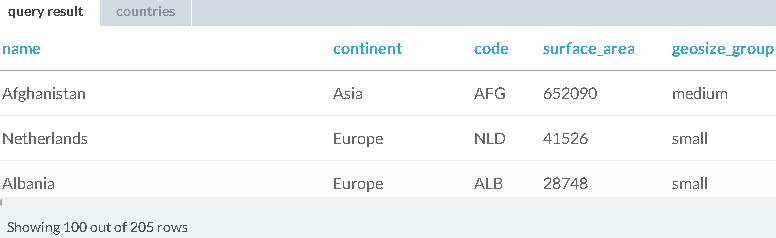 query result countries
name continent code surface_area geosize_group
Afghanistan Asia AFG 652090 medium
Netherlands Europe NLD 41526 small
Albania Europe ALB 28748 small
Showing 100 out of 205 rows